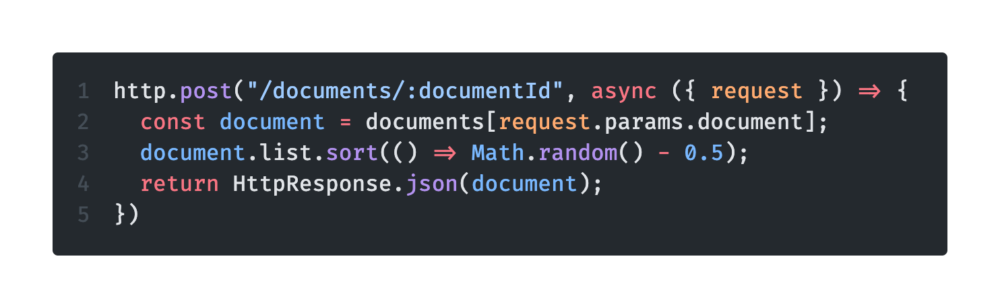 1 http.post("/documents/:documentId", async ({ request }) => {
2   const document = documents[request.params.document];
3   document.list.sort(() => Math.random() - 0.5);
4   return HttpResponse.json(document);
5 })